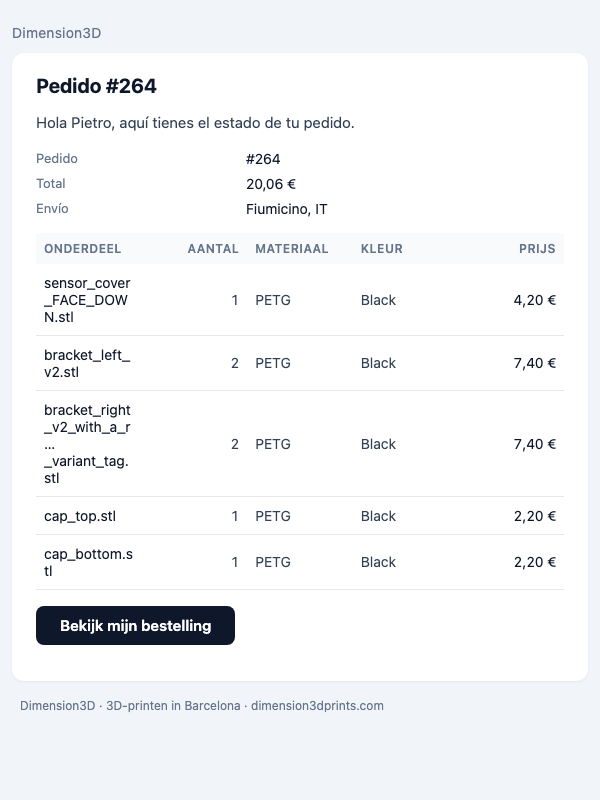 Dimension3D
Pedido #264
Hola Pietro, aquí tienes el estado de tu pedido.
Pedido #264
Total 20,06 €
Envío Fiumicino, IT
ONDERDEEL AANTAL MATERIAAL KLEUR PRIJS
sensor_cover
_FACE_DOW
N.stl
1 PETG Black 4,20 €
bracket_left_
v2.stl
2 PETG Black 7,40 €
bracket_right
_v2_with_a_r
...
_variant_tag.
stl
2 PETG Black 7,40 €
cap_top.stl 1 PETG Black 2,20 €
cap_bottom.s
tl
1 PETG Black 2,20 €
Bekijk mijn bestelling
Dimension3D · 3D-printen in Barcelona · dimension3dprints.com